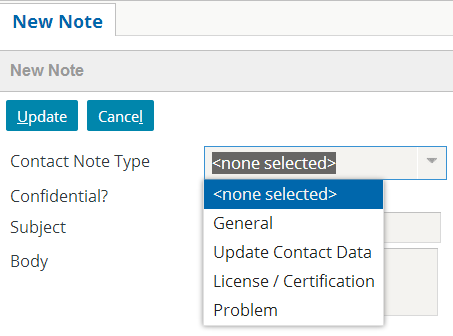 New Note
New Note
Update Cancel
Contact Note Type <none selected>
<none selected>
Confidential?
General
Subject
Update Contact Data
Body
License / Certification
Problem